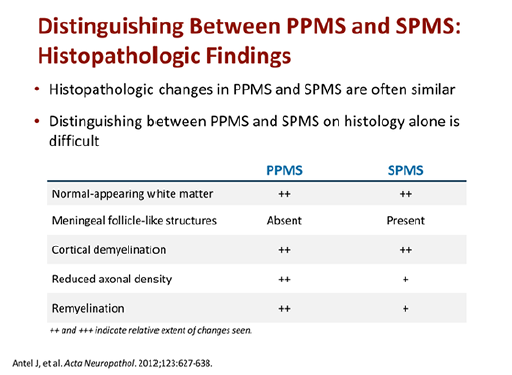 Distinguishing Between PPMS and SPMS:
Histopathologic Findings
• Histopathologic changes in PPMS and SPMS are often similar
• Distinguishing between PPMS and SPMS on histology alone is
difficult
PPMS SPMS
Normal-appearing white matter ++ ++
Meningeal follicle-like structures Absent Present
Cortical demyelination ++ ++
Reduced axonal density ++ +
Remyelination ++ +
++ and +++ indicate relative extent of changes seen.
Antel J, et al. Acta Neuropathol. 2012;123:627-638.